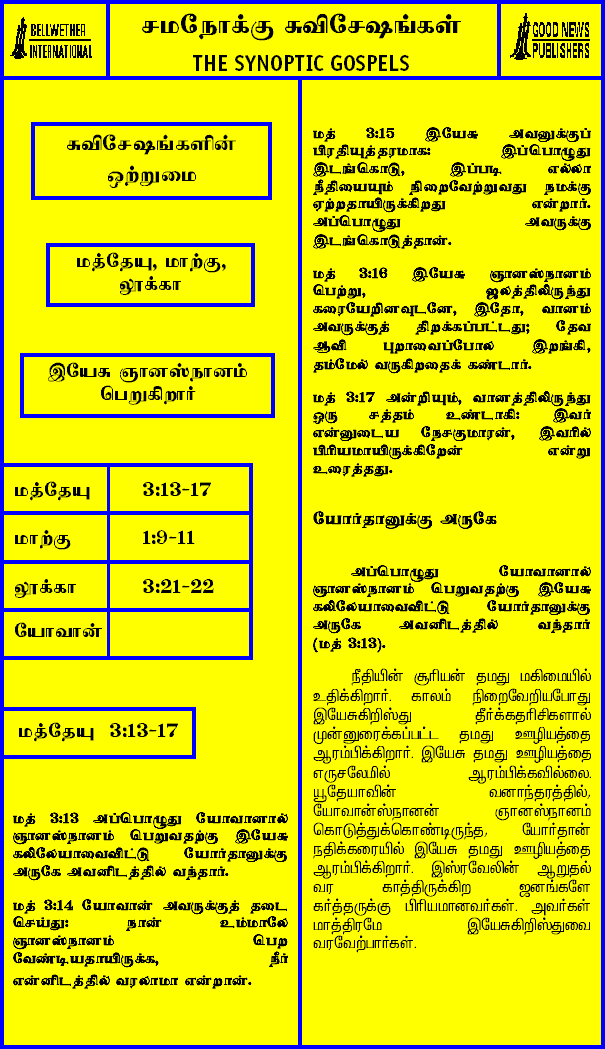 BELLWETHER
INTERNATIONAL
சமநோக்கு சுவிசேஷங்கள்
THE SYNOPTIC GOSPELS
GOOD NEWS
PUBLISHERS
சுவிசேஷங்களின்
ஒற்றுமை
மத்தேயு, மாற்கு,
லூக்கா
இயேசு ஞானஸ்நானம்
பெறுகிறார்
மத்தேயு 3:13-17
மாற்கு 1:9-11
லூக்கா 3:21-22
யோவான்
மத்தேயு 3:13-17
மத் 3:13 அப்பொழுது யோவானால்
ஞானஸ்நானம் பெறுவதற்கு இயேசு
கலிலேயாவைவிட்டு யோர்தானுக்கு
அருகே அவனிடத்தில் வந்தார்.
மத் 3:14 யோவான் அவருக்குத் தடை
செய்து: நான் உம்மாலே
ஞானஸ்நானம் பெற
வேண்டியதாயிருக்க, நீர்
என்னிடத்தில் வரலாமா என்றான்.
மத் 3:15 இயேசு அவனுக்குப்
பிரதியுத்தரமாக: இப்பொழுது
இடங்கொடு, இப்படி எல்லா
நீதியையும் நிறைவேற்றுவது நமக்கு
ஏற்றதாயிருக்கிறது என்றார்.
அப்பொழுது அவருக்கு
இடங்கொடுத்தான்.
மத் 3:16 இயேசு ஞானஸ்நானம்
பெற்று, ஜலத்திலிருந்து
கரையேறினவுடனே, இதோ, வானம்
அவருக்குத் திறக்கப்பட்டது; தேவ
ஆவி புறாவைப்போல் இறங்கி,
தம்மேல் வருகிறதைக் கண்டார்.
மத் 3:17 அன்றியும், வானத்திலிருந்து
ஒரு சத்தம் உண்டாகி: இவர்
என்னுடைய நேசகுமாரன், இவரில்
பிரியமாயிருக்கிறேன் என்று
உரைத்தது.
யோர்தானுக்கு அருகே
அப்பொழுது யோவானால்
ஞானஸ்நானம் பெறுவதற்கு இயேசு
கலிலேயாவைவிட்டு யோர்தானுக்கு
அருகே அவனிடத்தில் வந்தார்
(மத் 3:13).
நீதியின் சூரியன் தமது மகிமையில்
உதிக்கிறார். காலம் நிறைவேறியபோது
இயேசுகிறிஸ்து தீர்க்கதரிசிகளால்
முன்னுரைக்கப்பட்ட தமது ஊழியத்தை
ஆரம்பிக்கிறார். இயேசு தமது ஊழியத்தை
எருசலேமில் ஆரம்பிக்கவில்லை.
யூதேயாவின் வனாந்தரத்தில்,
யோவான்ஸ்நானன் ஞானஸ்நானம்
கொடுத்துக்கொண்டிருந்த, யோர்தான்
நதிக்கரையில் இயேசு தமது ஊழியத்தை
ஆரம்பிக்கிறார். இஸ்ரவேலின் ஆறுதல்
வர காத்திருக்கிற ஜனங்களே
கர்த்தருக்கு பிரியமானவர்கள். அவர்கள்
மாத்திரமே இயேசுகிறிஸ்துவை
வரவேற்பார்கள்.